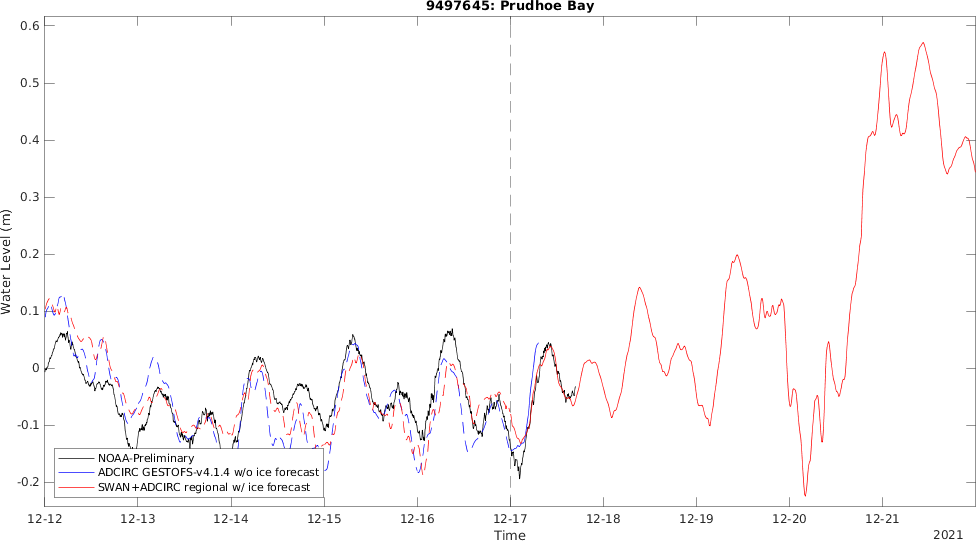 9497645: Prudhoe Bay
0.6
0.5
0.4
0.3
0.2
0.1
0
-0.1
-0.2
Water Level (m)
NOAA-Preliminary
ADCIRC GESTOFS-v4.1.4 w/o ice forecast
SWAN+ADCIRC regional w/ ice forecast
12-12 12-13 12-14 12-15 12-16 12-17 12-18 12-19 12-20 12-21
Time
2021